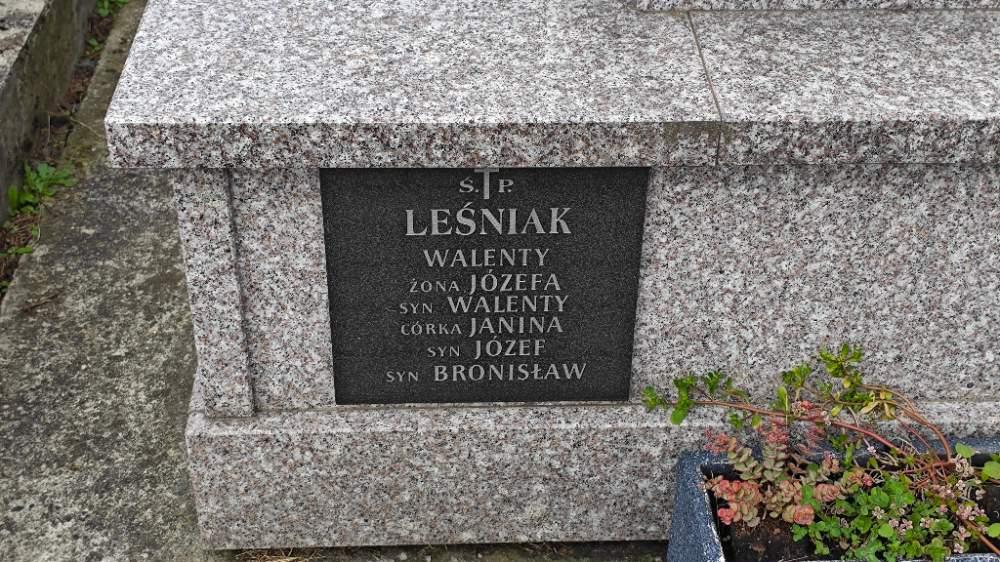 Ś. P.
LEŚNIAK
WALENTY
ŻONA JÓZEFA
SYN WALENTY
CÓRKA JANINA
SYN JÓZEF
SYN BRONISŁAW